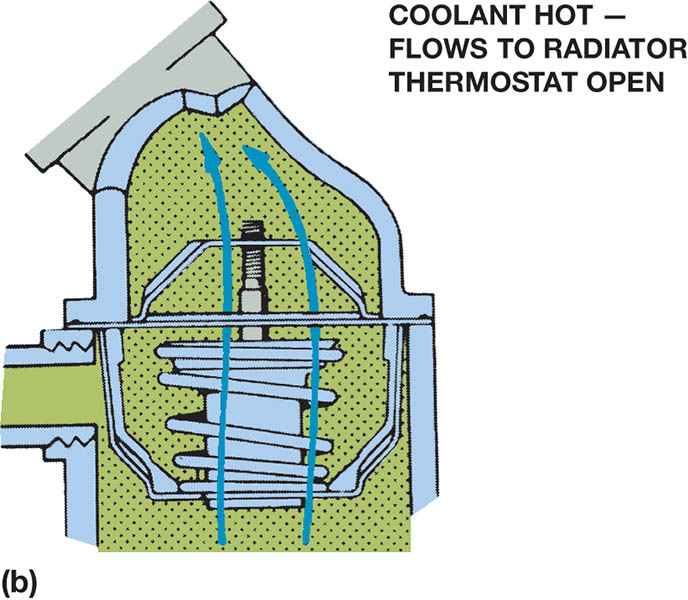 COOLANT HOT —
FLOWS TO RADIATOR
THERMOSTAT OPEN
(b)